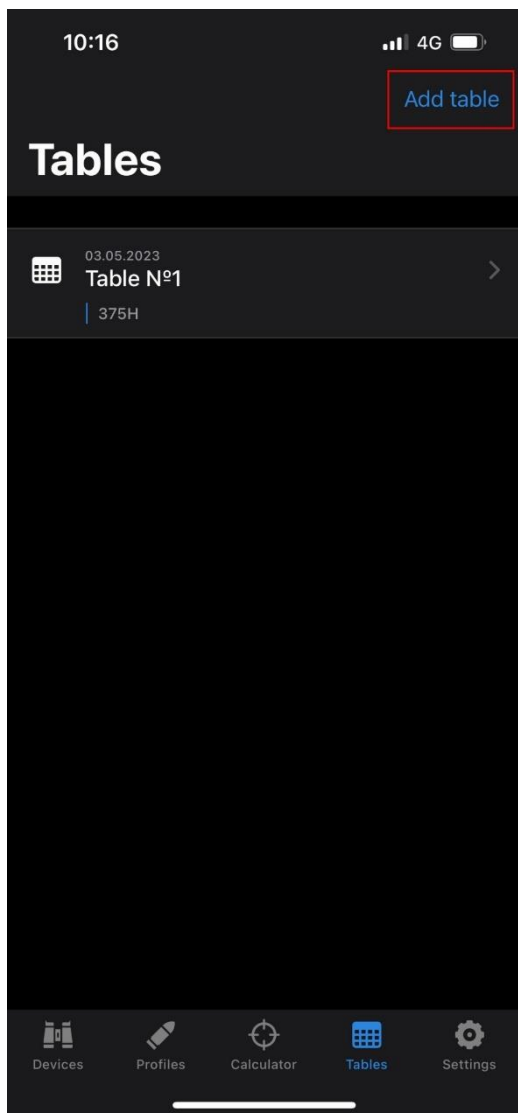 10:16 4G
Add table
Tables
03.05.2023
Table №1
375H
Devices Profiles Calculator Tables Settings